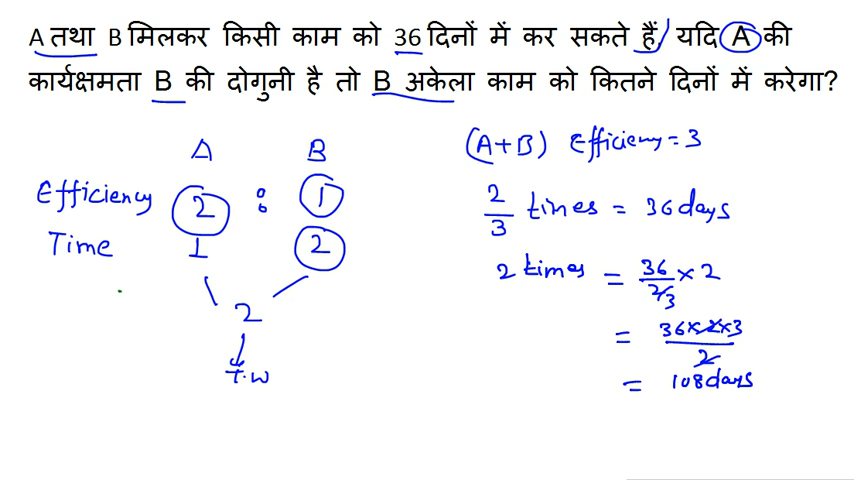 A तथा B मिलकर किसी काम को 36 दिनों में कर सकते हैं, यदि A की
कार्यक्षमता B की दोगुनी है तो B अकेला काम को कितने दिनों में करेगा?
A B
Efficiency 2 : 1
Time 1 2
2
T.W
(A+B) Efficiency = 3
2/3 times = 36 days
2 times = 36/(2/3) × 2
= 36×2×3/2
= 108 days